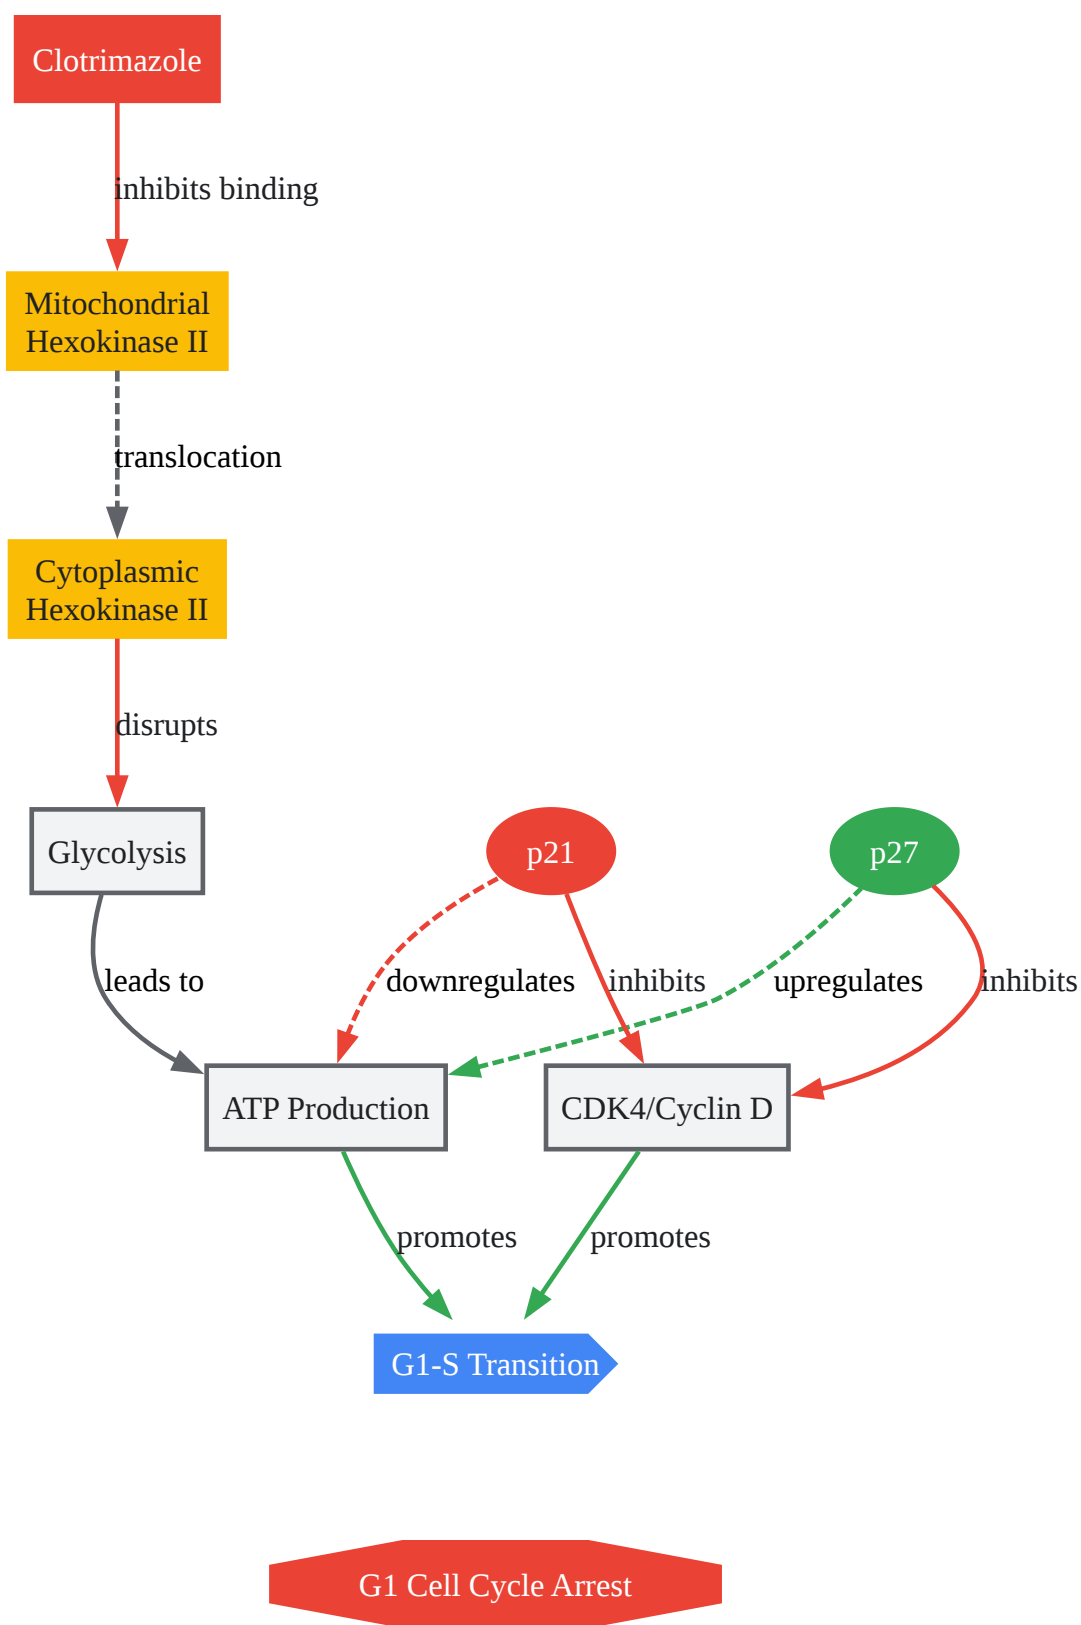 Clotrimazole
inhibits binding
Mitochondrial
Hexokinase II
translocation
Cytoplasmic
Hexokinase II
disrupts
Glycolysis
p21
p27
leads to
downregulates
inhibits
upregulates
inhibits
ATP Production
CDK4/Cyclin D
promotes
promotes
G1-S Transition
G1 Cell Cycle Arrest